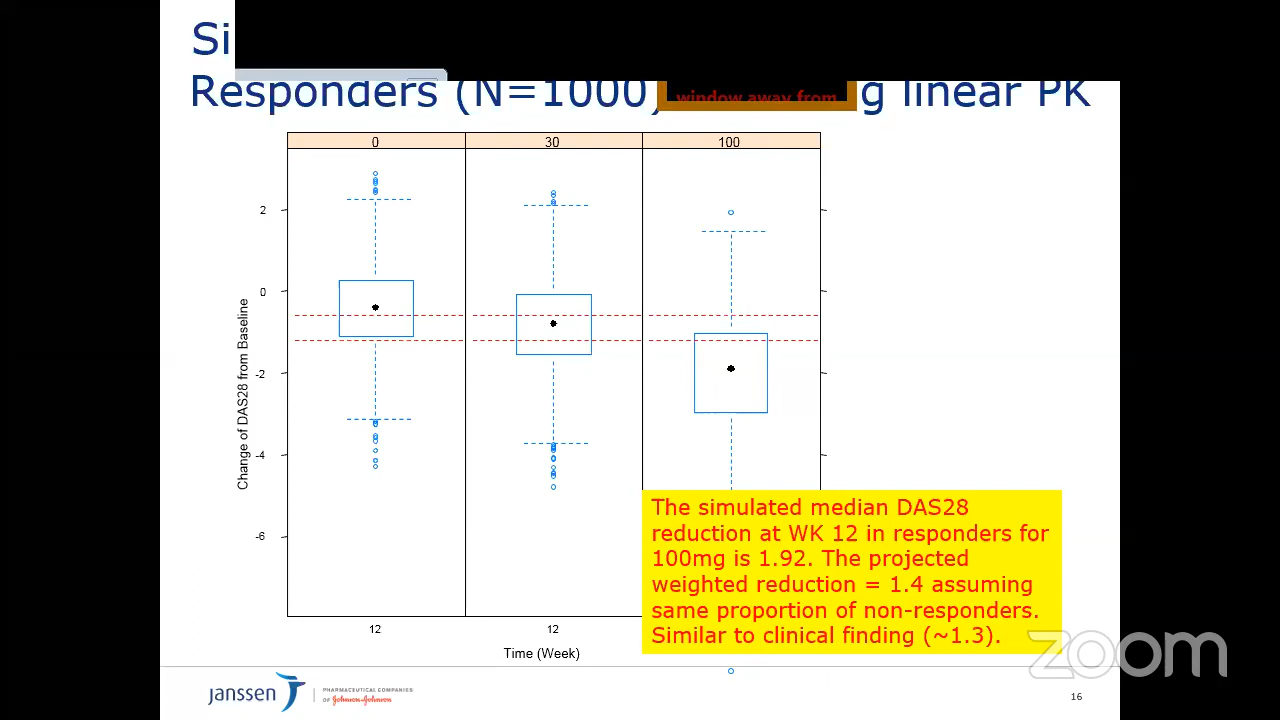 Si
Responders (N=1000) g linear PK
window away from
0 30 100
2
0
-2
-4
-6
Change of DAS28 from Baseline
12 12
Time (Week)
The simulated median DAS28
reduction at WK 12 in responders for
100mg is 1.92. The projected
weighted reduction = 1.4 assuming
same proportion of non-responders.
Similar to clinical finding (~1.3).
zoom
janssen
PHARMACEUTICAL COMPANIES
OF Johnson & Johnson
16